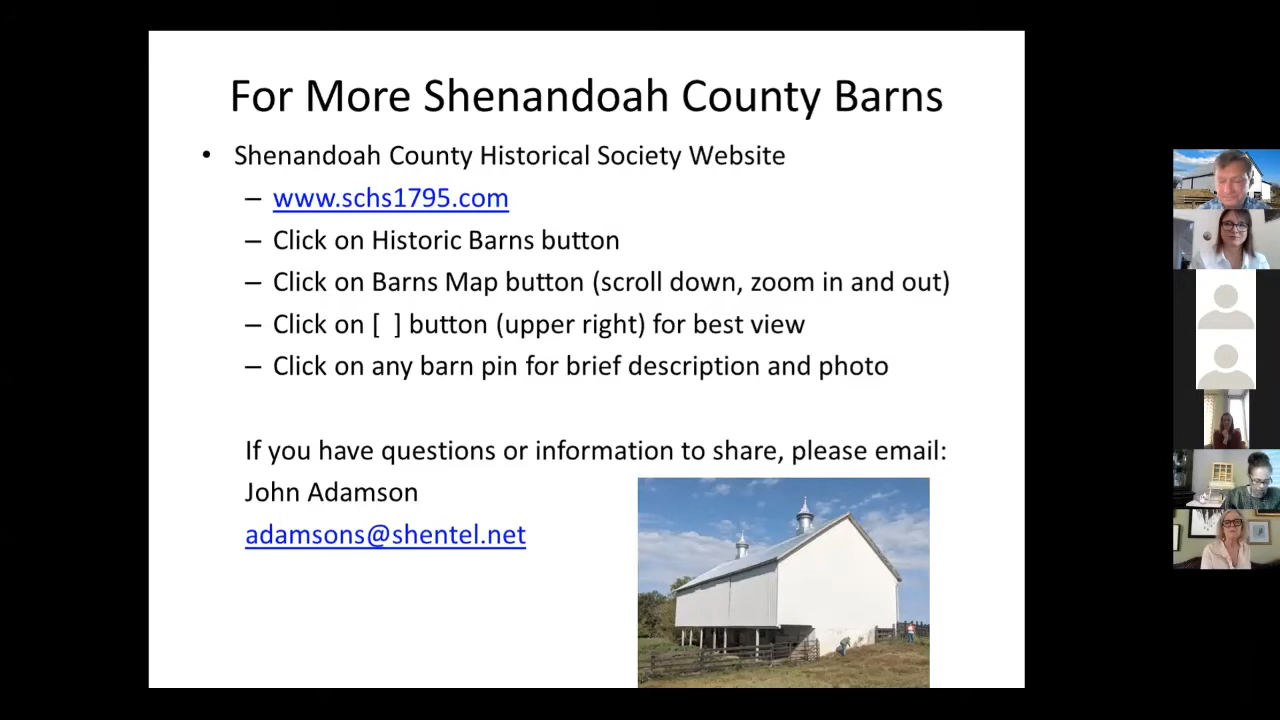 For More Shenandoah County Barns
• Shenandoah County Historical Society Website
– www.schs1795.com
– Click on Historic Barns button
– Click on Barns Map button (scroll down, zoom in and out)
– Click on [ ] button (upper right) for best view
– Click on any barn pin for brief description and photo
If you have questions or information to share, please email:
John Adamson
adamsons@shentel.net